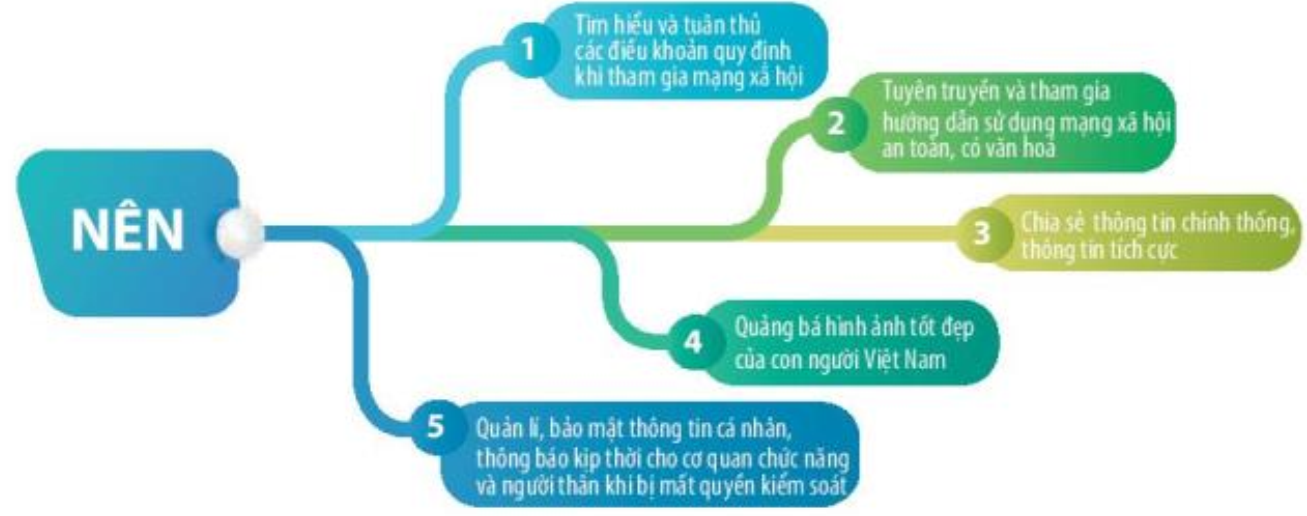 NÊN
1
Tìm hiểu và tuân thủ
các điều khoản quy định
khi tham gia mạng xã hội
2
Tuyên truyền và tham gia
hướng dẫn sử dụng mạng xã hội
an toàn, có văn hoá
3
Chia sẻ thông tin chính thống,
thông tin tích cực
4
Quảng bá hình ảnh tốt đẹp
của con người Việt Nam
5
Quản lí, bảo mật thông tin cá nhân,
thông báo kịp thời cho cơ quan chức năng
và người thân khi bị mất quyền kiểm soát